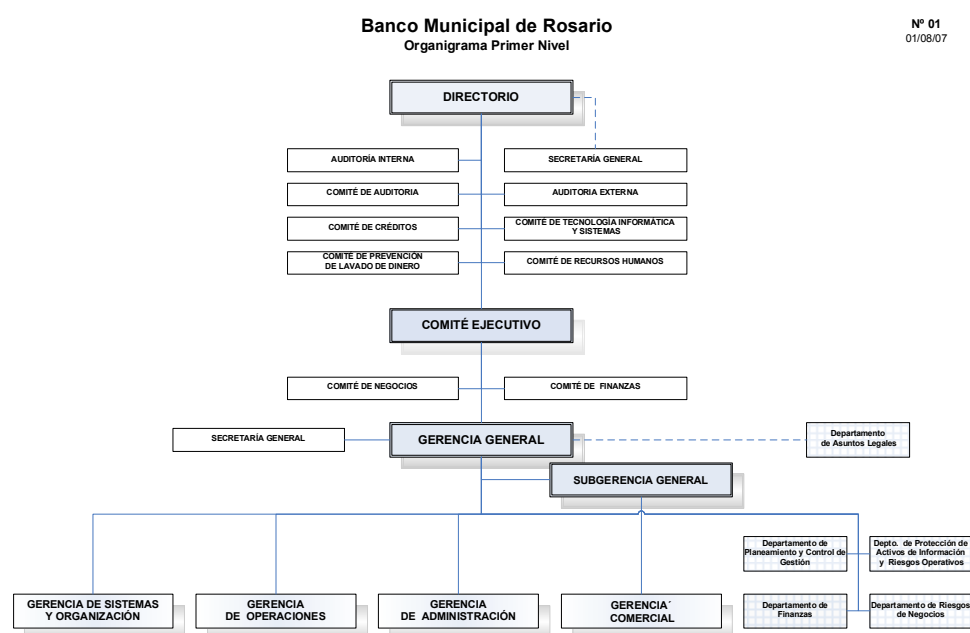 Banco Municipal de Rosario
Organigrama Primer Nivel
Nº 01
01/08/07
DIRECTORIO
AUDITORÍA INTERNA
SECRETARÍA GENERAL
COMITÉ DE AUDITORIA
AUDITORIA EXTERNA
COMITÉ DE CRÉDITOS
COMITÉ DE TECNOLOGÍA INFORMÁTICA
Y SISTEMAS
COMITÉ DE PREVENCIÓN
DE LAVADO DE DINERO
COMITÉ DE RECURSOS HUMANOS
COMITÉ EJECUTIVO
COMITÉ DE NEGOCIOS
COMITÉ DE FINANZAS
SECRETARÍA GENERAL
GERENCIA GENERAL
Departamento
de Asuntos Legales
SUBGERENCIA GENERAL
Departamento de
Planeamiento y Control de
Gestión
Depto. de Protección de
Activos de Información
y Riesgos Operativos
GERENCIA DE SISTEMAS
Y ORGANIZACIÓN
GERENCIA
DE OPERACIONES
GERENCIA
DE ADMINISTRACIÓN
GERENCIA´
COMERCIAL
Departamento de
Finanzas
Departamento de Riesgos
de Negocios